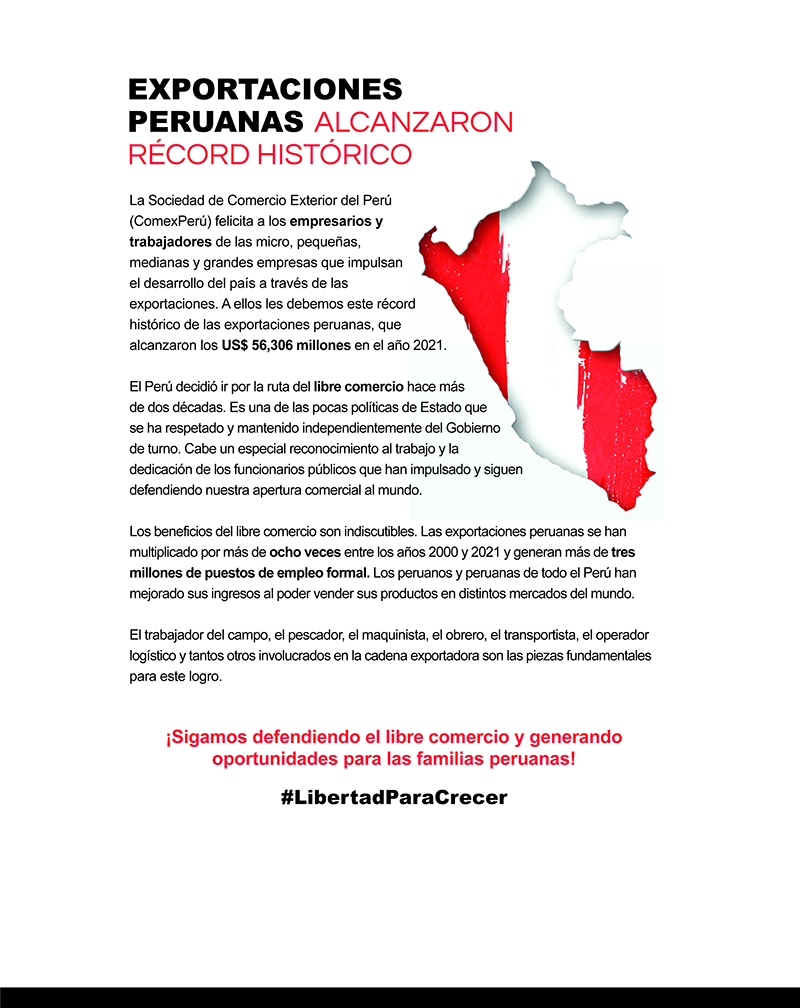 EXPORTACIONES
PERUANAS ALCANZARON
RÉCORD HISTÓRICO
La Sociedad de Comercio Exterior del Perú
(ComexPerú) felicita a los empresarios y
trabajadores de las micro, pequeñas,
medianas y grandes empresas que impulsan
el desarrollo del país a través de las
exportaciones. A ellos les debemos este récord
histórico de las exportaciones peruanas, que
alcanzaron los US$ 56,306 millones en el año 2021.
El Perú decidió ir por la ruta del libre comercio hace más
de dos décadas. Es una de las pocas políticas de Estado que
se ha respetado y mantenido independientemente del Gobierno
de turno. Cabe un especial reconocimiento al trabajo y la
dedicación de los funcionarios públicos que han impulsado y siguen
defendiendo nuestra apertura comercial al mundo.
Los beneficios del libre comercio son indiscutibles. Las exportaciones peruanas se han
multiplicado por más de ocho veces entre los años 2000 y 2021 y generan más de tres
millones de puestos de empleo formal. Los peruanos y peruanas de todo el Perú han
mejorado sus ingresos al poder vender sus productos en distintos mercados del mundo.
El trabajador del campo, el pescador, el maquinista, el obrero, el transportista, el operador
logístico y tantos otros involucrados en la cadena exportadora son las piezas fundamentales
para este logro.
¡Sigamos defendiendo el libre comercio y generando
oportunidades para las familias peruanas!
#LibertadParaCrecer